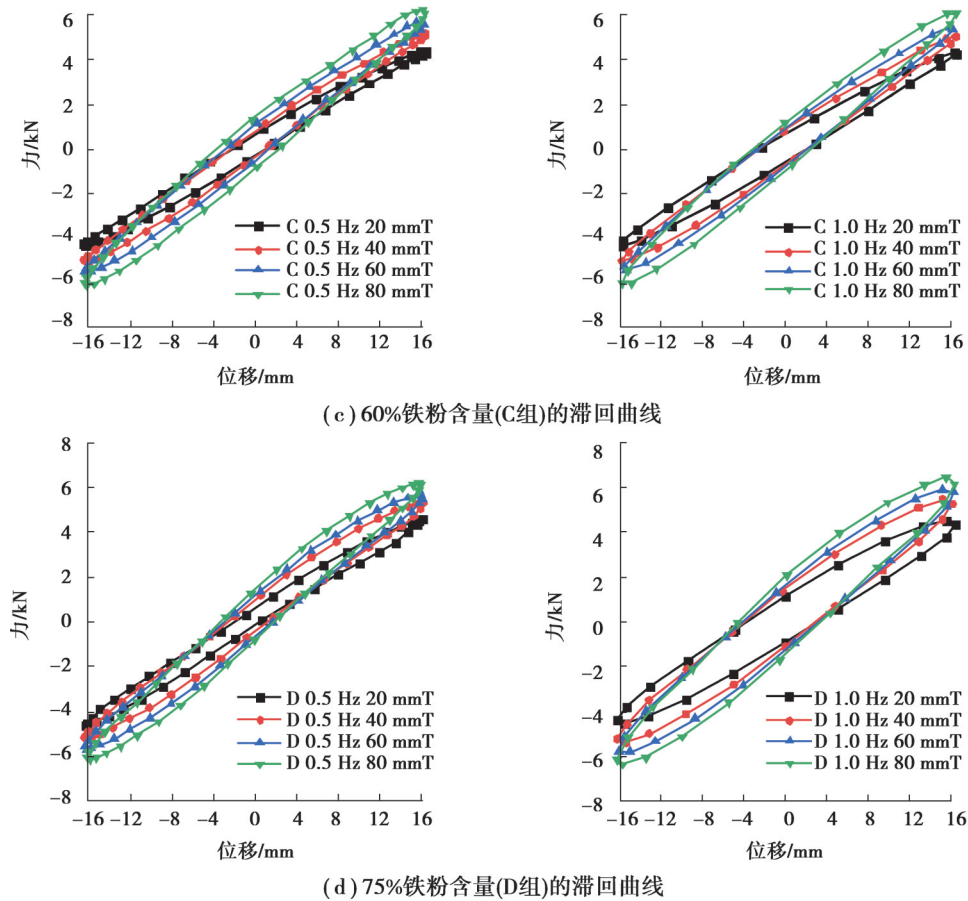 6
4
2
0
−2
−4
−6
−8
力/kN
C 0.5 Hz 20 mmT
C 0.5 Hz 40 mmT
C 0.5 Hz 60 mmT
C 0.5 Hz 80 mmT
−16 −12 −8 −4 0 4 8 12 16
位移/mm
6
4
2
0
−2
−4
−6
−8
力/kN
C 1.0 Hz 20 mmT
C 1.0 Hz 40 mmT
C 1.0 Hz 60 mmT
C 1.0 Hz 80 mmT
−16 −12 −8 −4 0 4 8 12 16
位移/mm
(c) 60%铁粉含量(C组)的滞回曲线
8
6
4
2
0
−2
−4
−6
−8
力/kN
D 0.5 Hz 20 mmT
D 0.5 Hz 40 mmT
D 0.5 Hz 60 mmT
D 0.5 Hz 80 mmT
−16 −12 −8 −4 0 4 8 12 16
位移/mm
8
6
4
2
0
−2
−4
−6
−8
力/kN
D 1.0 Hz 20 mmT
D 1.0 Hz 40 mmT
D 1.0 Hz 60 mmT
D 1.0 Hz 80 mmT
−16 −12 −8 −4 0 4 8 12 16
位移/mm
(d) 75%铁粉含量(D组)的滞回曲线